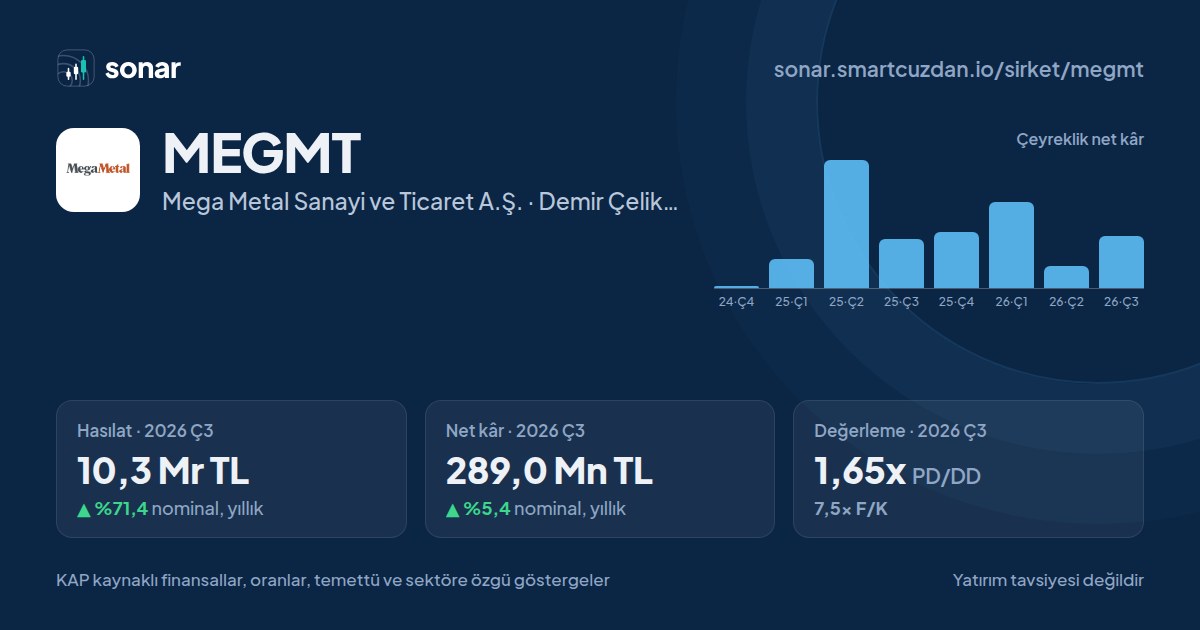 sonar
sonar.smartcuzdan.io/sirket/megmt
MegaMetal
MEGMT
Mega Metal Sanayi ve Ticaret A.Ş. · Demir Çelik…
Çeyreklik net kâr
24·Ç4 25·Ç1 25·Ç2 25·Ç3 25·Ç4 26·Ç1 26·Ç2 26·Ç3
Hasılat · 2026 Ç3
10,3 Mr TL
▲ %71,4 nominal, yıllık
Net kâr · 2026 Ç3
289,0 Mn TL
▲ %5,4 nominal, yıllık
Değerleme · 2026 Ç3
1,65x PD/DD
7,5× F/K
KAP kaynaklı finansallar, oranlar, temettü ve sektöre özgü göstergeler
Yatırım tavsiyesi değildir